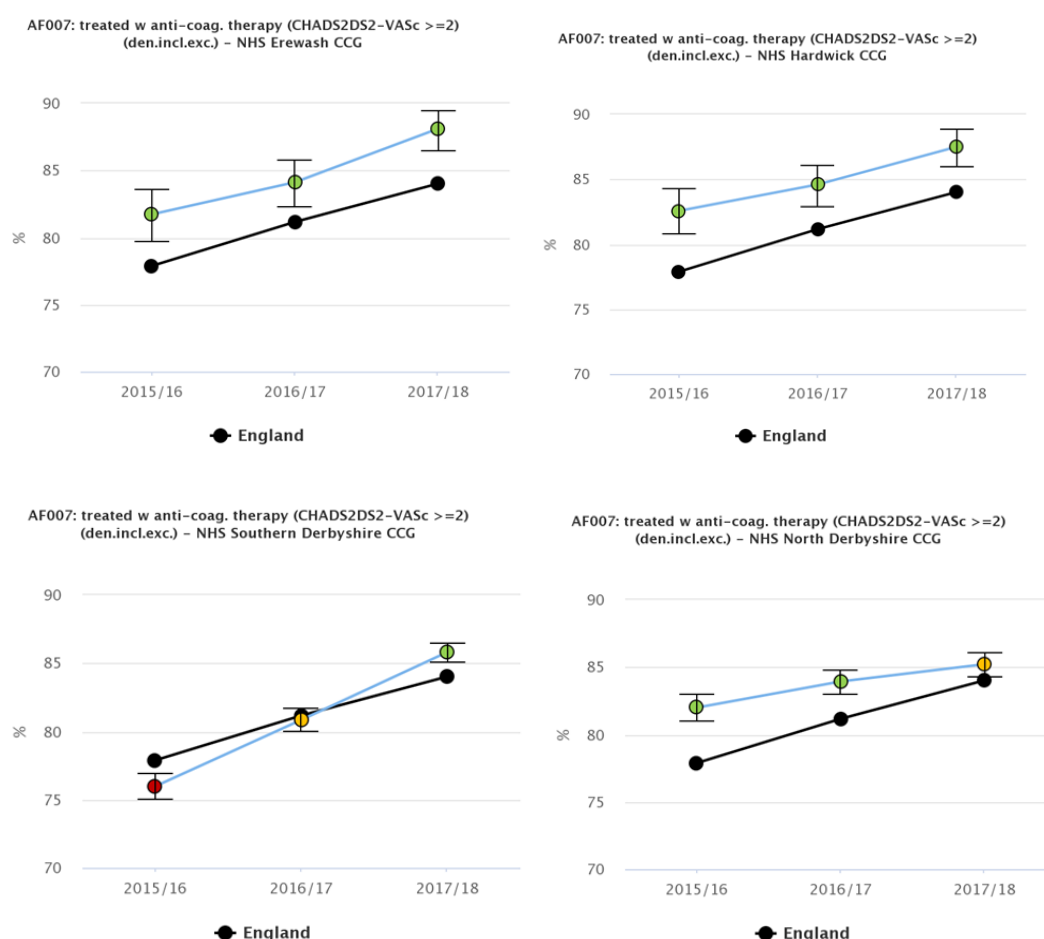 AF007: treated w anti-coag. therapy (CHADS2DS2-VASc >=2)
(den.incl.exc.) – NHS Erewash CCG
90
85
80
75
70
%
2015/16 2016/17 2017/18
England
AF007: treated w anti-coag. therapy (CHADS2DS2-VASc >=2)
(den.incl.exc.) – NHS Hardwick CCG
90
85
80
75
70
%
2015/16 2016/17 2017/18
England
AF007: treated w anti-coag. therapy (CHADS2DS2-VASc >=2)
(den.incl.exc.) – NHS Southern Derbyshire CCG
90
85
80
75
70
%
2015/16 2016/17 2017/18
England
AF007: treated w anti-coag. therapy (CHADS2DS2-VASc >=2)
(den.incl.exc.) – NHS North Derbyshire CCG
90
85
80
75
70
%
2015/16 2016/17 2017/18
England